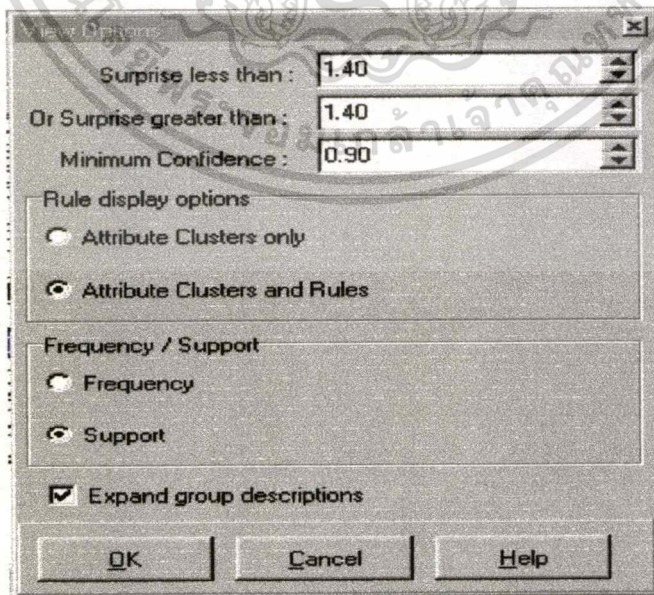 View Options
Surprise less than : 1.40
Or Surprise greater than : 1.40
Minimum Confidence : 0.90
Rule display options
Attribute Clusters only
Attribute Clusters and Rules
Frequency / Support
Frequency
Support
Expand group descriptions
OK Cancel Help